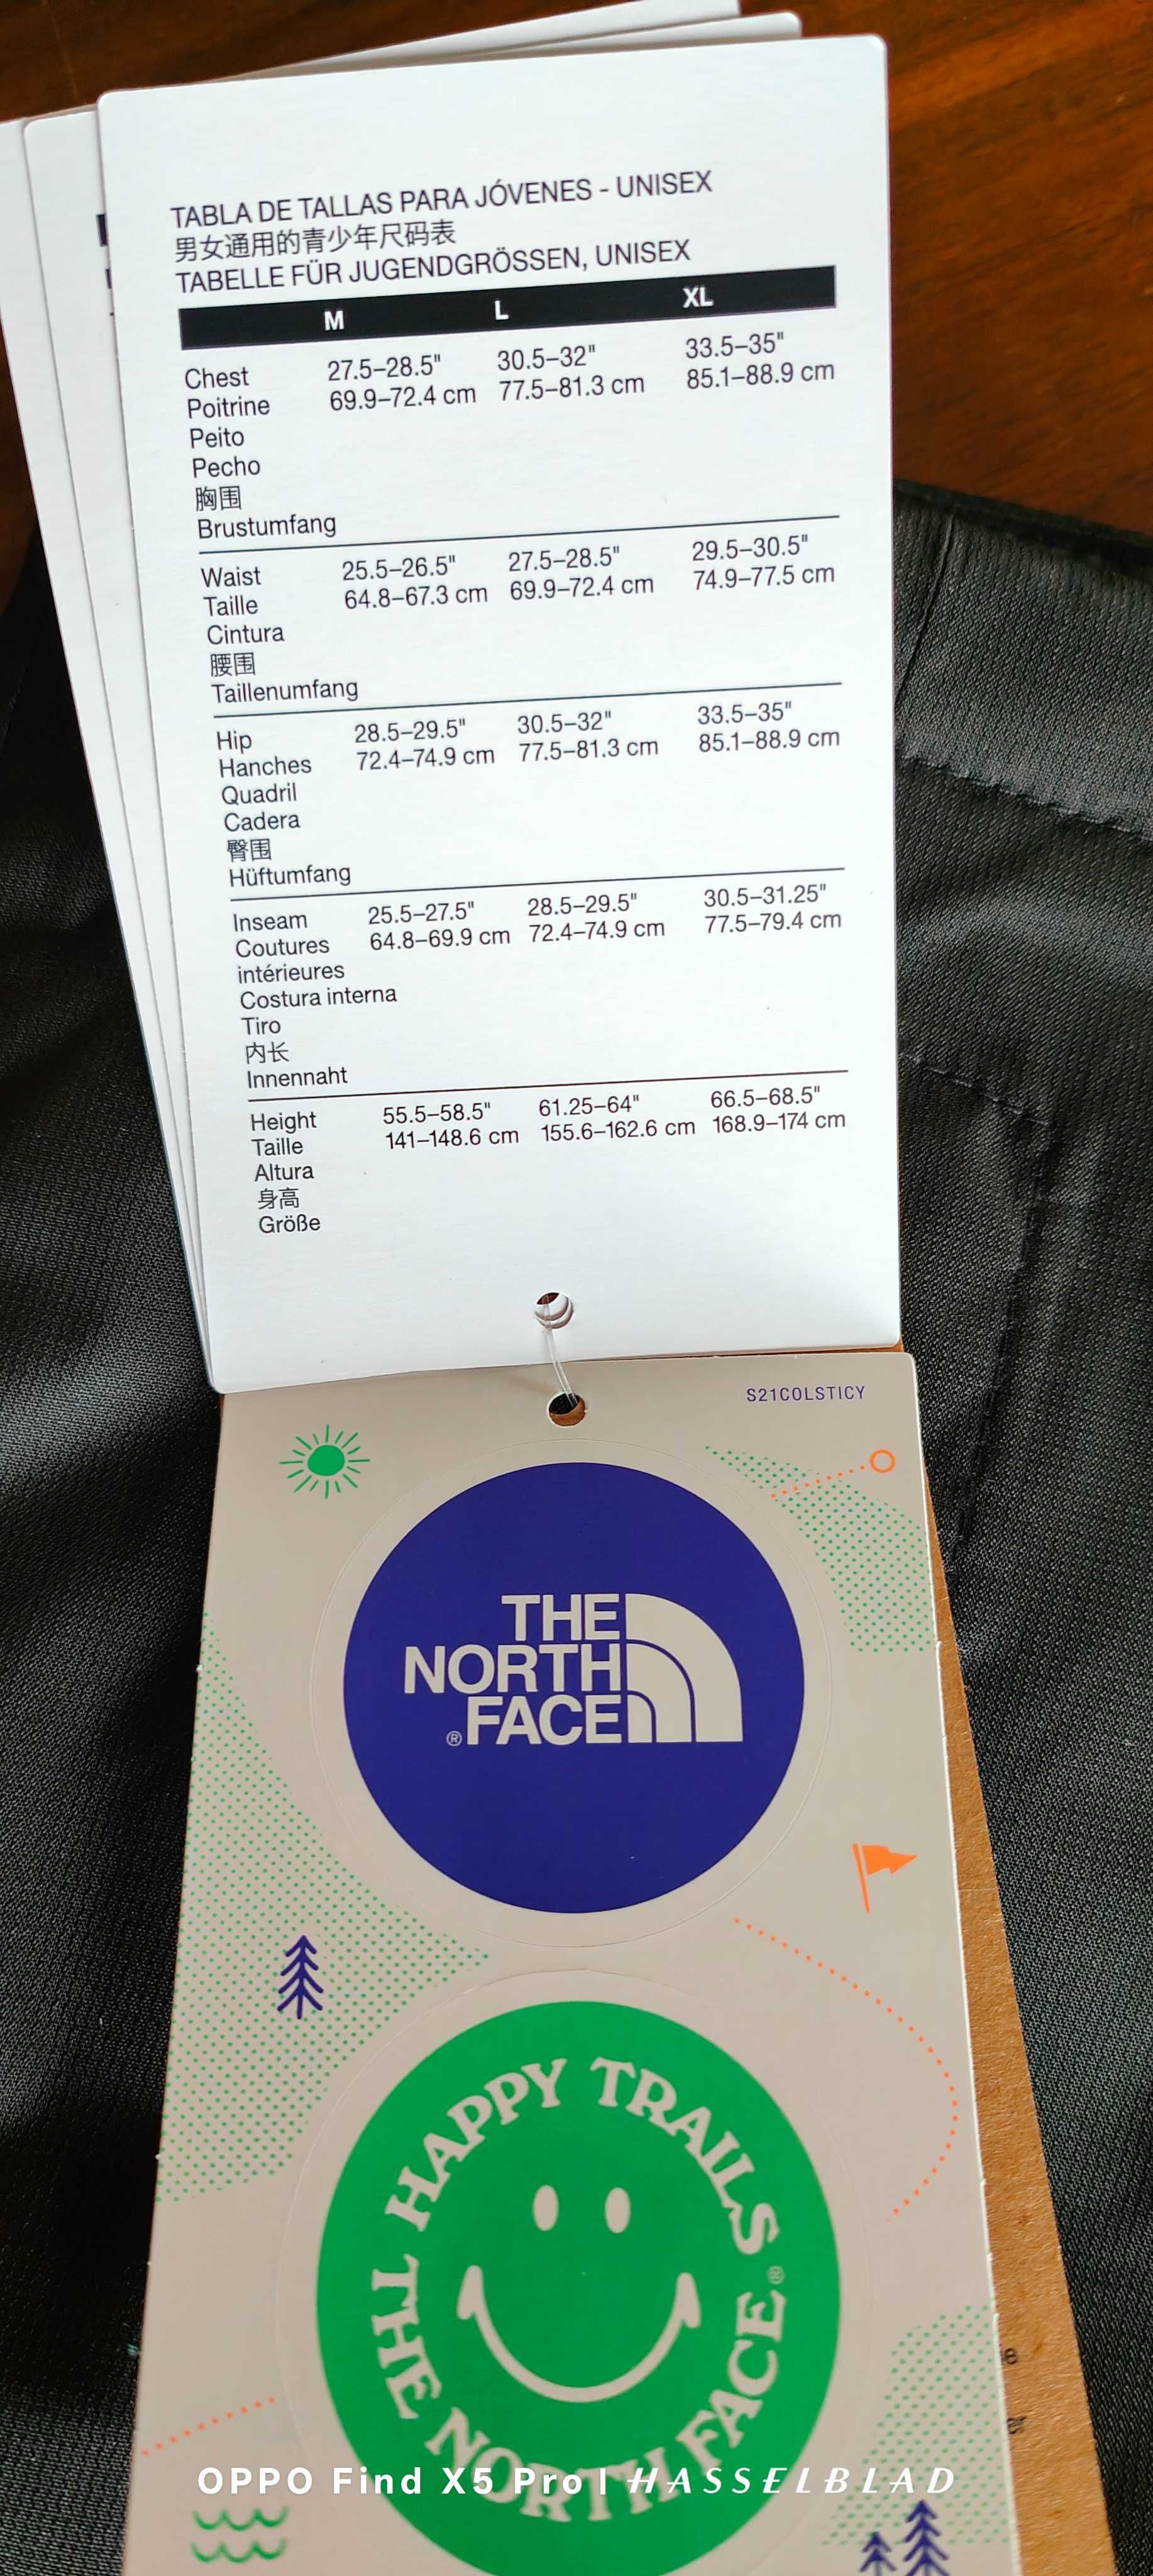 TABLA DE TALLAS PARA JÓVENES - UNISEX
男女通用的青少年尺码表
TABELLE FÜR JUGENDGRÖSSEN, UNISEX
M L XL
Chest 27.5–28.5" 30.5–32" 33.5–35"
Poitrine 69.9–72.4 cm 77.5–81.3 cm 85.1–88.9 cm
Peito
Pecho
胸围
Brustumfang
Waist 25.5–26.5" 27.5–28.5" 29.5–30.5"
Taille 64.8–67.3 cm 69.9–72.4 cm 74.9–77.5 cm
Cintura
腰围
Taillenumfang
Hip 28.5–29.5" 30.5–32" 33.5–35"
Hanches 72.4–74.9 cm 77.5–81.3 cm 85.1–88.9 cm
Quadril
Cadera
臀围
Hüftumfang
Inseam 25.5–27.5" 28.5–29.5" 30.5–31.25"
Coutures 64.8–69.9 cm 72.4–74.9 cm 77.5–79.4 cm
intérieures
Costura interna
Tiro
内长
Innennaht
Height 55.5–58.5" 61.25–64" 66.5–68.5"
Taille 141–148.6 cm 155.6–162.6 cm 168.9–174 cm
Altura
身高
Größe
S21COLSTICY
THE
NORTH
®FACE
HAPPY TRAILS
THE NORTH FACE®
OPPO Find X5 Pro | HASSELBLAD